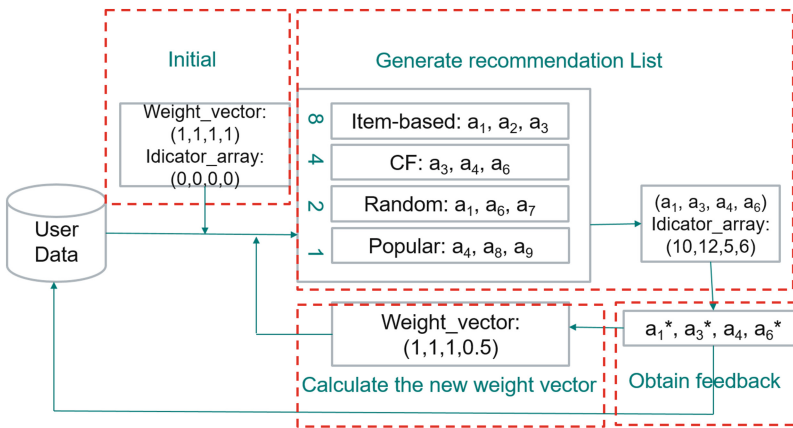 Initial
Weight_vector:
(1,1,1,1)
Idicator_array:
(0,0,0,0)
User
Data
Generate recommendation List
8
Item-based: a₁, a₂, a₃
4
CF: a₃, a₄, a₆
2
Random: a₁, a₆, a₇
1
Popular: a₄, a₈, a₉
(a₁, a₃, a₄, a₆)
Idicator_array:
(10,12,5,6)
Weight_vector:
(1,1,1,0.5)
Calculate the new weight vector
a₁*, a₃*, a₄, a₆*
Obtain feedback